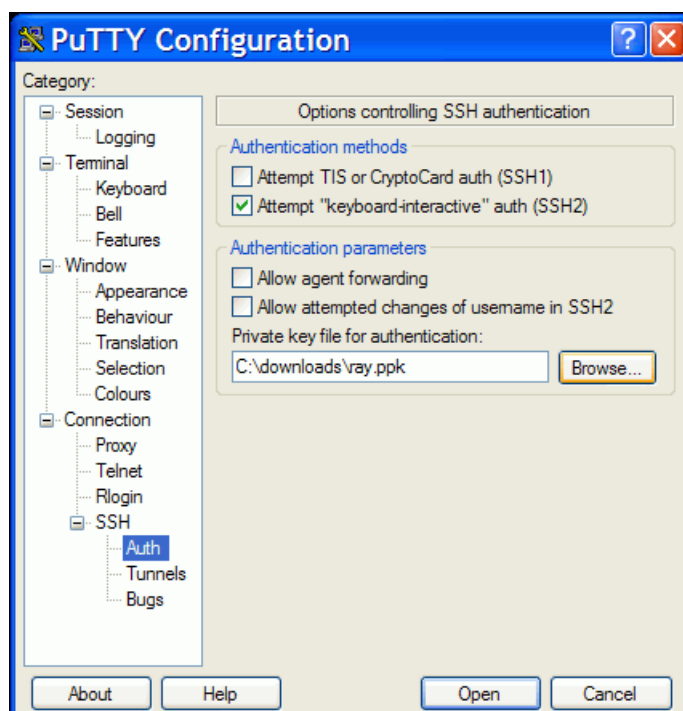 PuTTY Configuration
?
Category:
Session
Logging
Terminal
Keyboard
Bell
Features
Window
Appearance
Behaviour
Translation
Selection
Colours
Connection
Proxy
Telnet
Rlogin
SSH
Auth
Tunnels
Bugs
Options controlling SSH authentication
Authentication methods
Attempt TIS or CryptoCard auth (SSH1)
Attempt "keyboard-interactive" auth (SSH2)
Authentication parameters
Allow agent forwarding
Allow attempted changes of username in SSH2
Private key file for authentication:
C:\downloads\ray.ppk
Browse...
About
Help
Open
Cancel